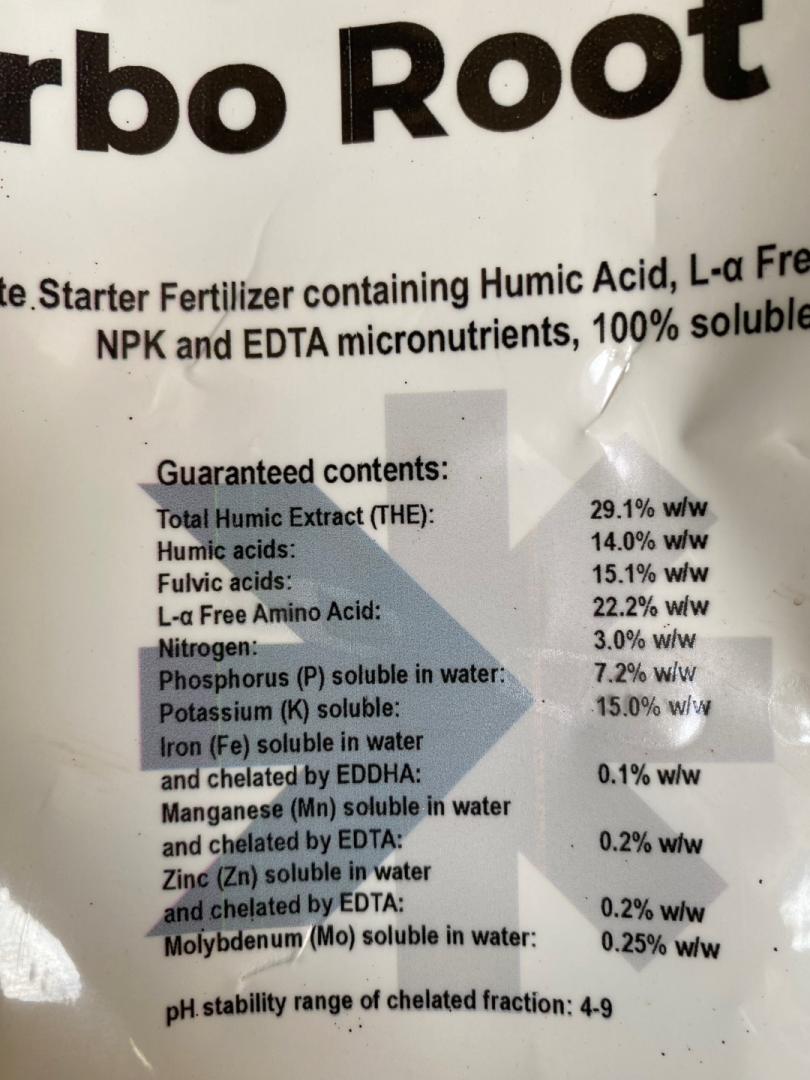 rbo Root
te Starter Fertilizer containing Humic Acid, L-α Fre
NPK and EDTA micronutrients, 100% soluble
Guaranteed contents:
Total Humic Extract (THE): 29.1% w/w
Humic acids: 14.0% w/w
Fulvic acids: 15.1% w/w
L-α Free Amino Acid: 22.2% w/w
Nitrogen: 3.0% w/w
Phosphorus (P) soluble in water: 7.2% w/w
Potassium (K) soluble: 15.0% w/w
Iron (Fe) soluble in water
and chelated by EDDHA: 0.1% w/w
Manganese (Mn) soluble in water
and chelated by EDTA: 0.2% w/w
Zinc (Zn) soluble in water
and chelated by EDTA: 0.2% w/w
Molybdenum (Mo) soluble in water: 0.25% w/w
pH stability range of chelated fraction: 4-9